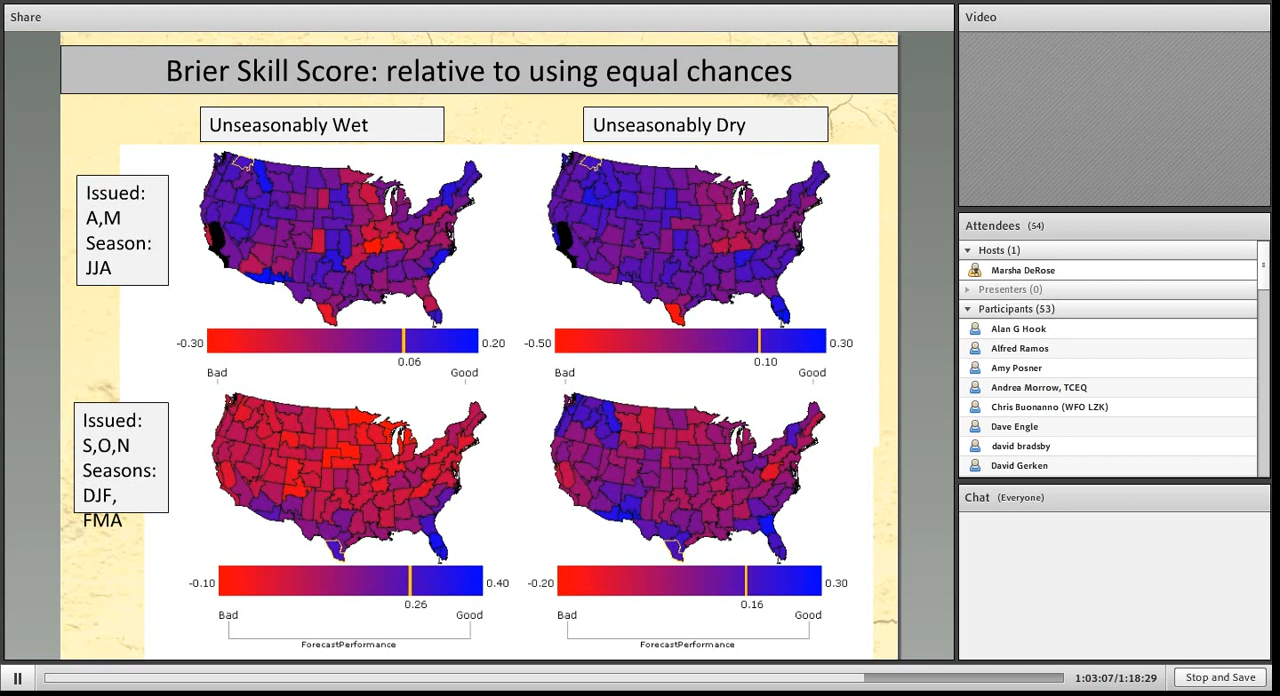 Share
Brier Skill Score: relative to using equal chances
Unseasonably Wet
Unseasonably Dry
Issued:
A,M
Season:
JJA
-0.30
0.20
0.06
Bad
Good
-0.50
0.30
0.10
Bad
Good
Issued:
S,O,N
Seasons:
DJF,
FMA
-0.10
0.40
0.26
Bad
Good
ForecastPerformance
-0.20
0.30
0.16
Bad
Good
ForecastPerformance
Video
Attendees (54)
Hosts (1)
Marsha DeRose
Presenters (0)
Participants (53)
Alan G Hook
Alfred Ramos
Amy Posner
Andrea Morrow, TCEQ
Chris Buonanno (WFO LZK)
Dave Engle
david bradsby
David Gerken
Chat (Everyone)
1:03:07/1:18:29
Stop and Save